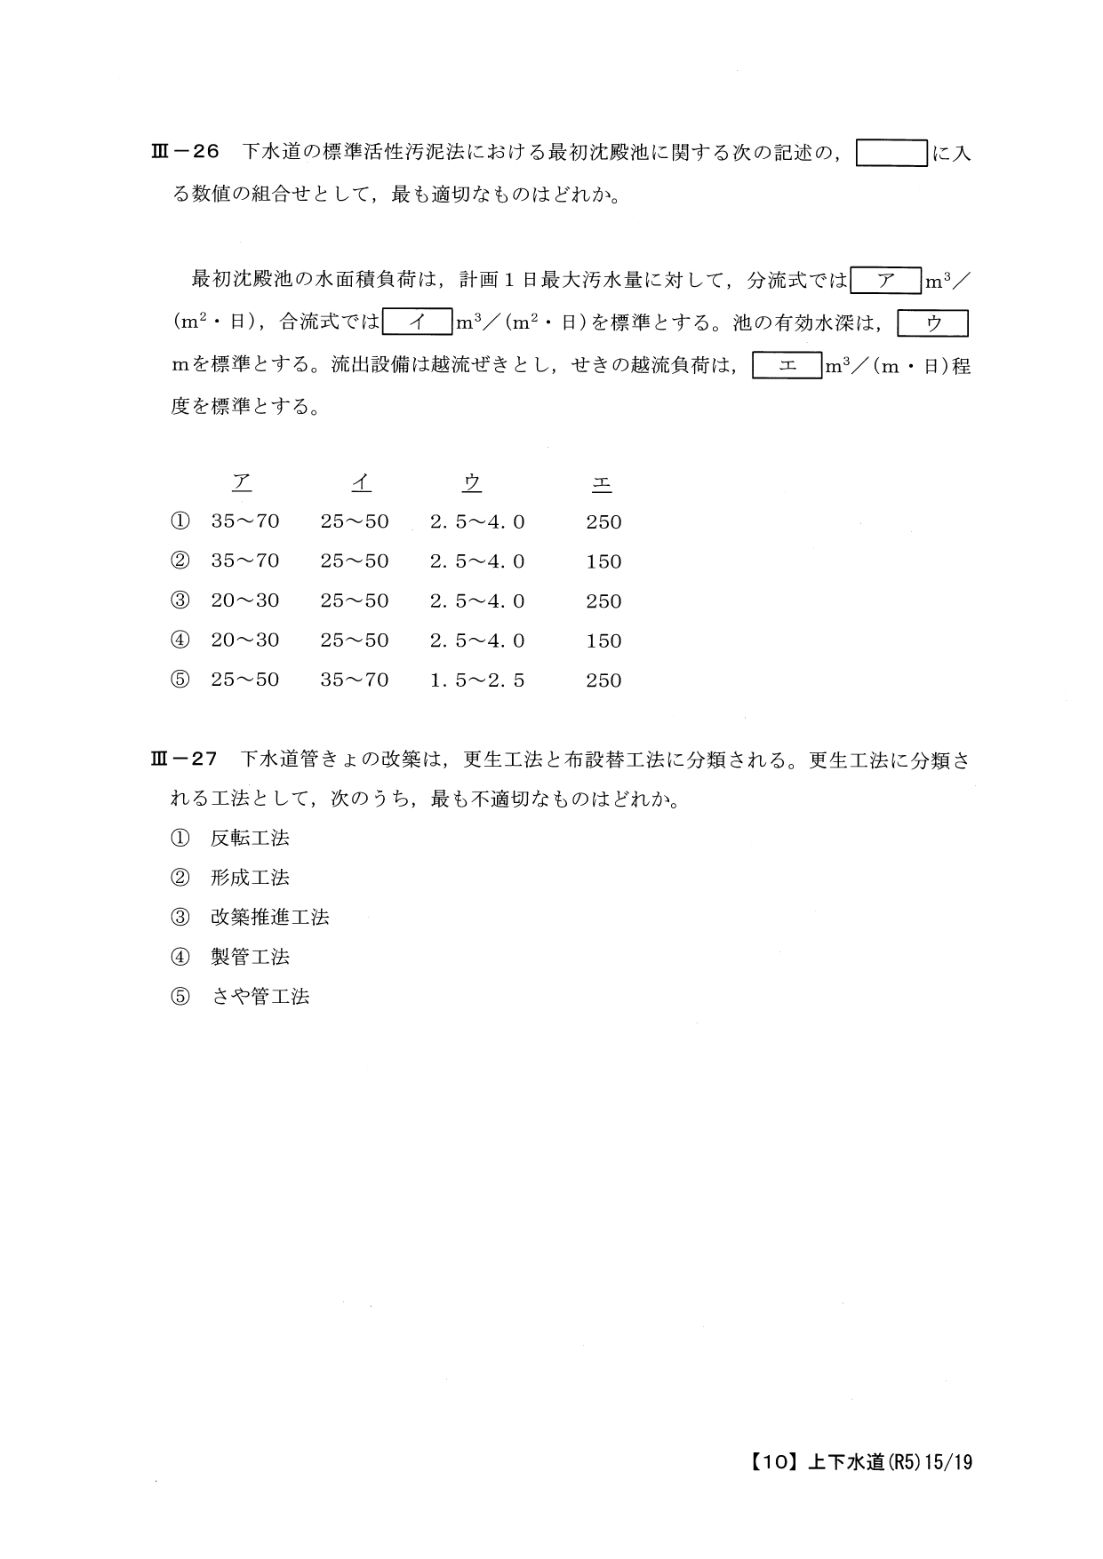 Ⅲ－26　下水道の標準活性汚泥法における最初沈殿池に関する次の記述の，　　　に入
る数値の組合せとして，最も適切なものはどれか。
最初沈殿池の水面積負荷は，計画１日最大汚水量に対して，分流式では ア m³／
(m²・日)，合流式では イ m³／(m²・日)を標準とする。池の有効水深は， ウ
mを標準とする。流出設備は越流ぜきとし，せきの越流負荷は， エ m³／(m・日)程
度を標準とする。
ア　イ　ウ　エ
①　35～70　25～50　2.5～4.0　250
②　35～70　25～50　2.5～4.0　150
③　20～30　25～50　2.5～4.0　250
④　20～30　25～50　2.5～4.0　150
⑤　25～50　35～70　1.5～2.5　250
Ⅲ－27　下水道管きょの改築は，更生工法と布設替工法に分類される。更生工法に分類さ
れる工法として，次のうち，最も不適切なものはどれか。
①　反転工法
②　形成工法
③　改築推進工法
④　製管工法
⑤　さや管工法
【10】上下水道(R5)15/19